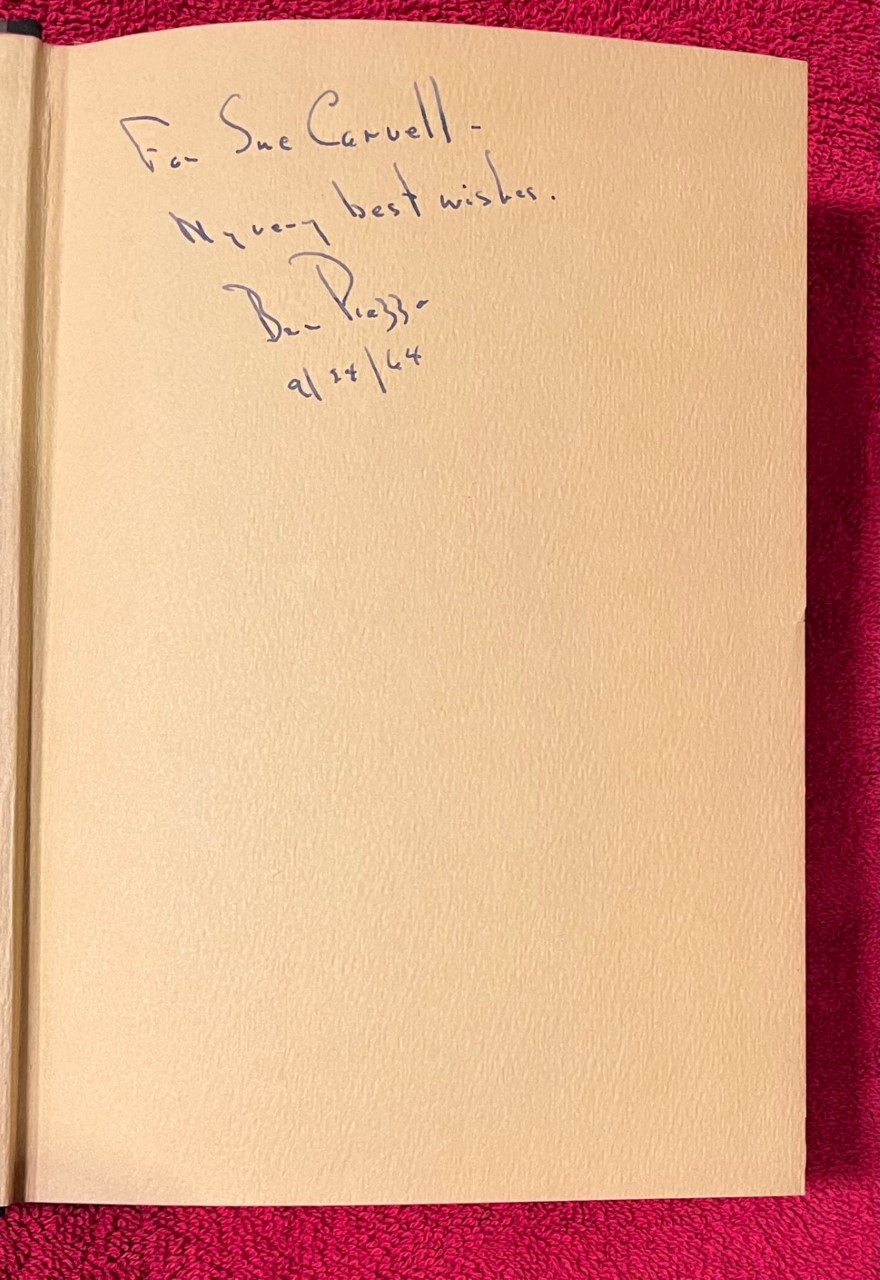 For Sue Carvell -
My very best wishes.
Ben Piazza
9/24/64